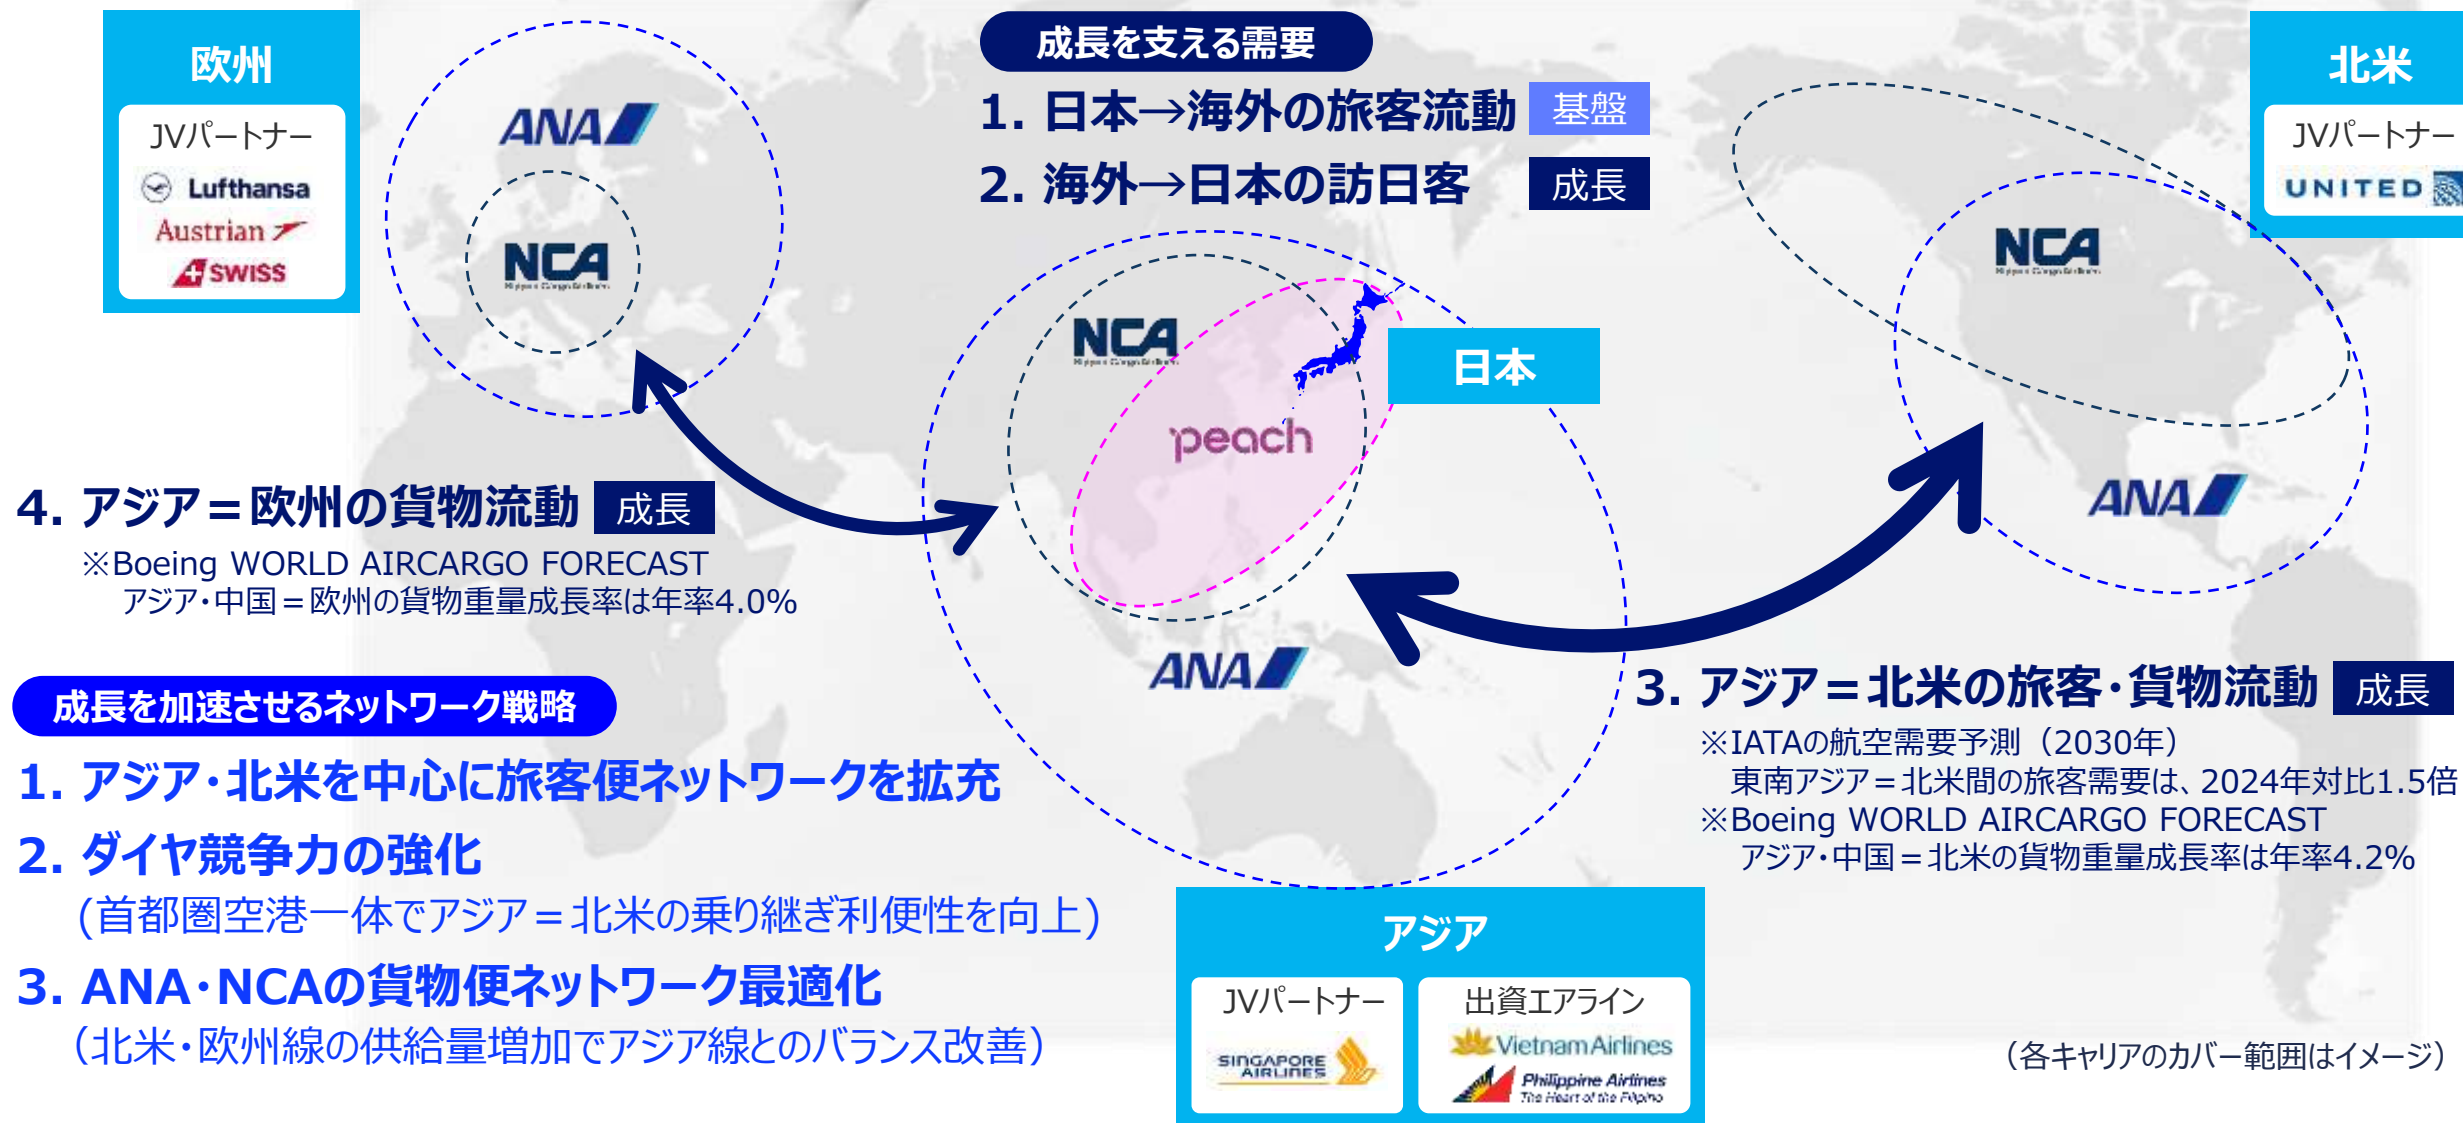 欧州
JVパートナー
Lufthansa
Austrian
SWISS
ANA
NCA
Nippon Cargo Airlines
成長を支える需要
1. 日本→海外の旅客流動 基盤
2. 海外→日本の訪日客 成長
北米
JVパートナー
UNITED
NCA
Nippon Cargo Airlines
ANA
NCA
Nippon Cargo Airlines
日本
peach
ANA
4. アジア＝欧州の貨物流動 成長
※Boeing WORLD AIRCARGO FORECAST
アジア・中国＝欧州の貨物重量成長率は年率4.0%
3. アジア＝北米の旅客・貨物流動 成長
※IATAの航空需要予測（2030年）
東南アジア＝北米間の旅客需要は、2024年対比1.5倍
※Boeing WORLD AIRCARGO FORECAST
アジア・中国＝北米の貨物重量成長率は年率4.2%
成長を加速させるネットワーク戦略
1. アジア・北米を中心に旅客便ネットワークを拡充
2. ダイヤ競争力の強化
(首都圏空港一体でアジア＝北米の乗り継ぎ利便性を向上)
3. ANA・NCAの貨物便ネットワーク最適化
（北米・欧州線の供給量増加でアジア線とのバランス改善）
アジア
JVパートナー
SINGAPORE
AIRLINES
出資エアライン
Vietnam Airlines
Philippine Airlines
The Heart of the Filipino
（各キャリアのカバー範囲はイメージ）